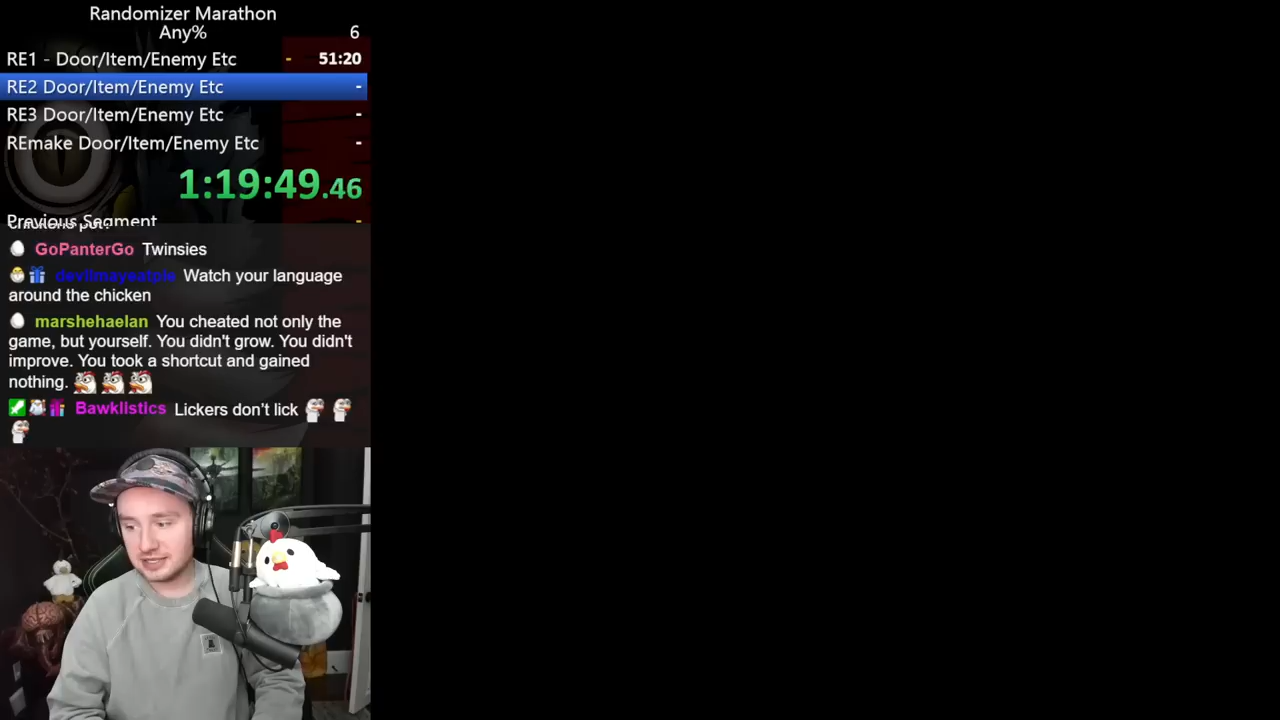 Randomizer Marathon
Any% 6
RE1 - Door/Item/Enemy Etc - 51:20
RE2 Door/Item/Enemy Etc -
RE3 Door/Item/Enemy Etc -
REmake Door/Item/Enemy Etc -
1:19:49.46
Previous Segment -
GoPanterGo Twinsies
devilmayeatpie Watch your language
around the chicken
marshehaelan You cheated not only the
game, but yourself. You didn't grow. You didn't
improve. You took a shortcut and gained
nothing.
Bawklistics Lickers don’t lick